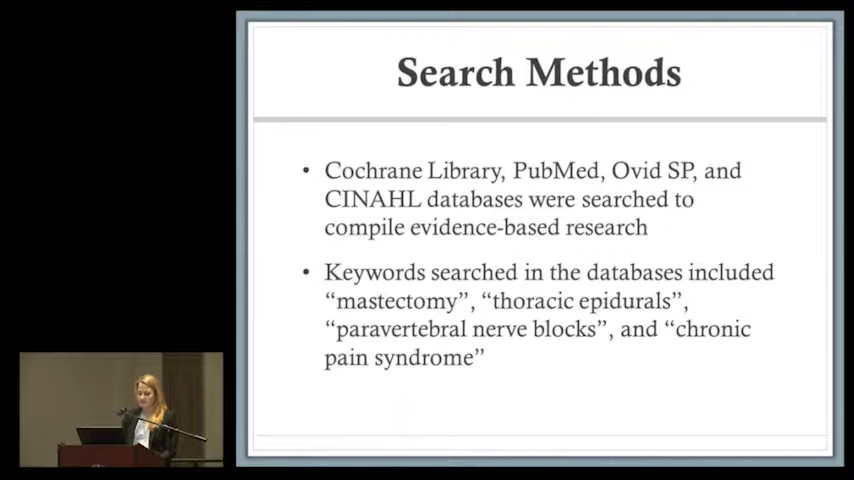 Search Methods
• Cochrane Library, PubMed, Ovid SP, and
CINAHL databases were searched to
compile evidence-based research
• Keywords searched in the databases included
“mastectomy”, “thoracic epidurals”,
“paravertebral nerve blocks”, and “chronic
pain syndrome”